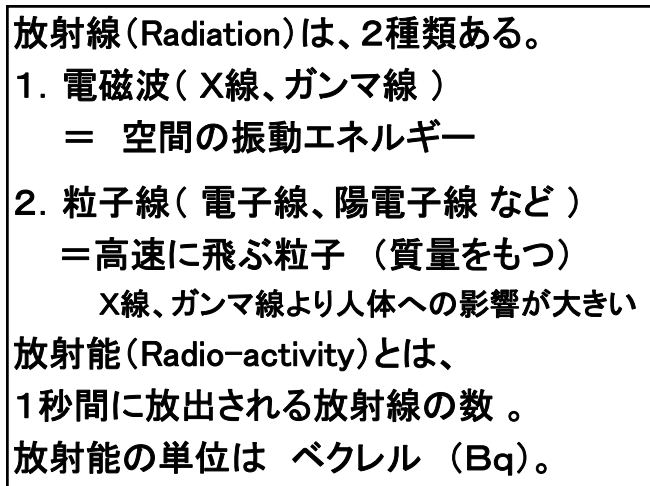 放射線（Radiation）は、２種類ある。
１．電磁波（ X線、ガンマ線 ）
＝ 空間の振動エネルギー
２．粒子線（ 電子線、陽電子線 など ）
＝高速に飛ぶ粒子 （質量をもつ）
X線、ガンマ線より人体への影響が大きい
放射能（Radio-activity）とは、
１秒間に放出される放射線の数 。
放射能の単位は ベクレル （Bq）。